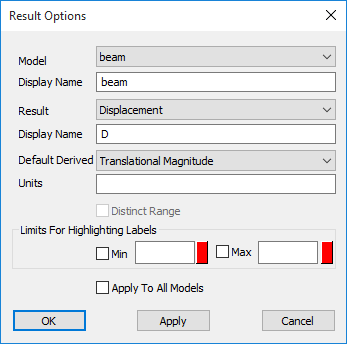 Result Options
Model beam
Display Name beam
Result Displacement
Display Name D
Default Derived Translational Magnitude
Units
Distinct Range
Limits For Highlighting Labels
Min Max
Apply To All Models
OK Apply Cancel